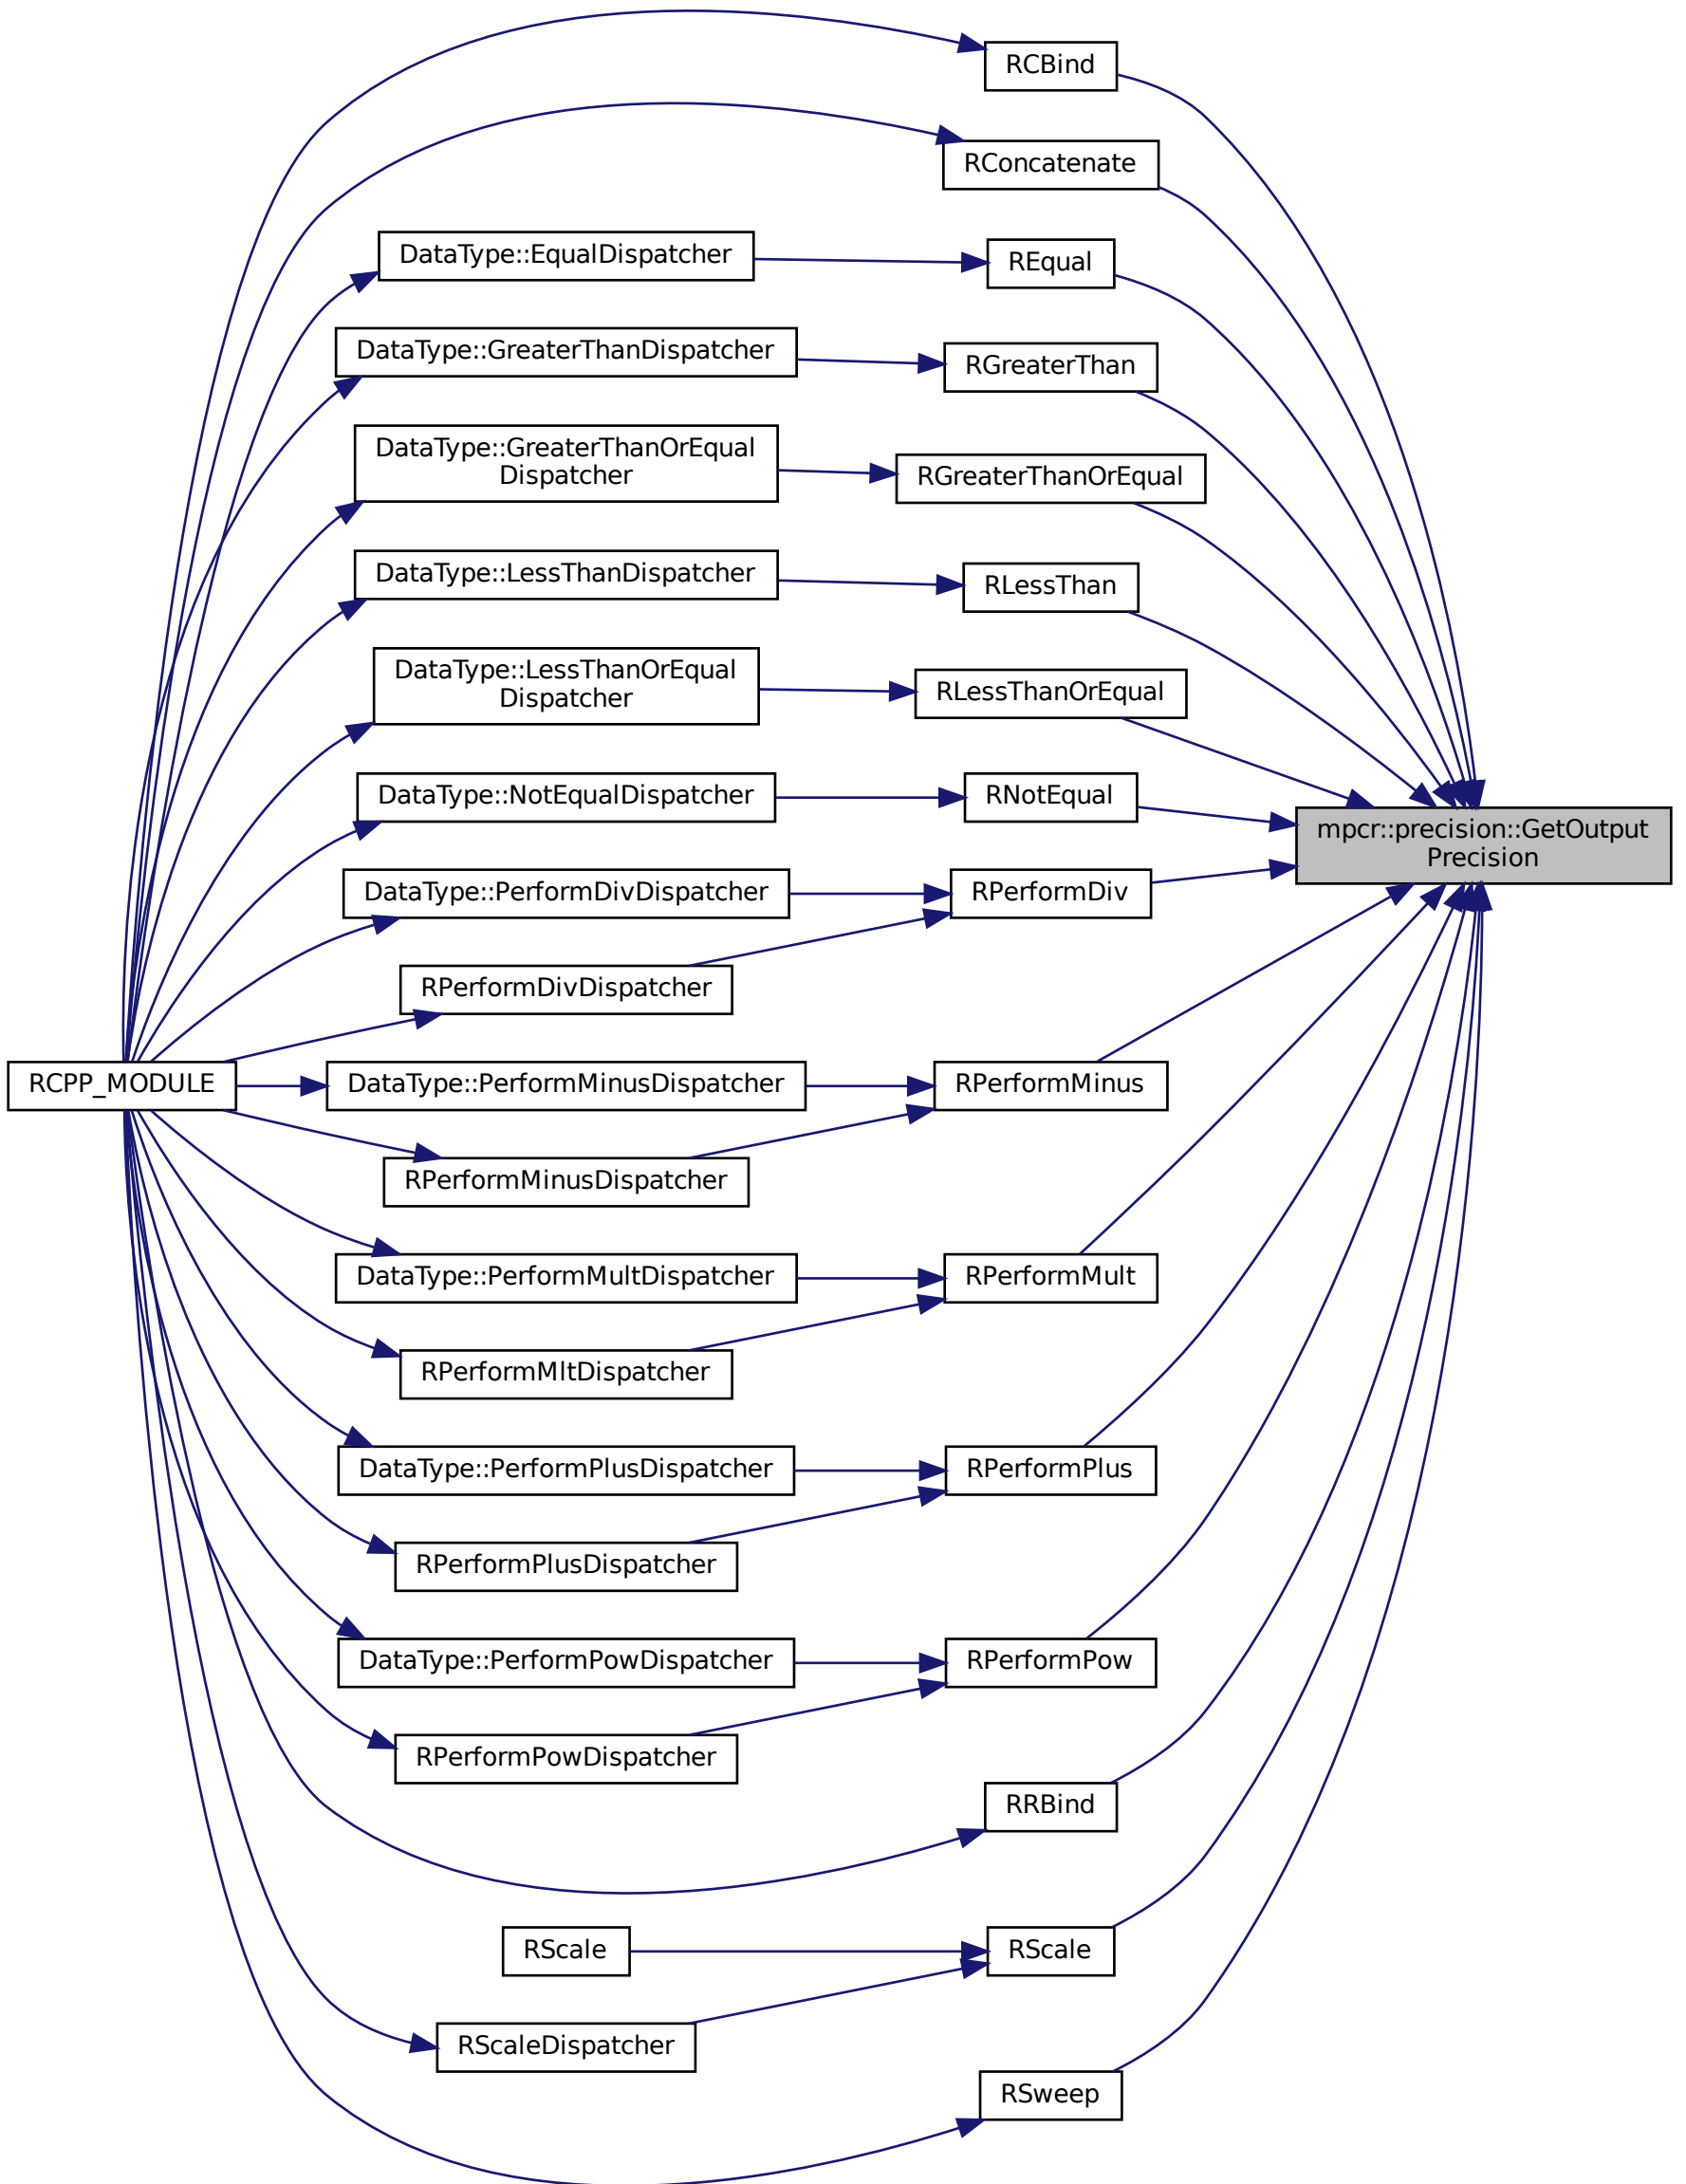 RCBind
RConcatenate
DataType::EqualDispatcher
REqual
DataType::GreaterThanDispatcher
RGreaterThan
DataType::GreaterThanOrEqual
Dispatcher
RGreaterThanOrEqual
DataType::LessThanDispatcher
RLessThan
DataType::LessThanOrEqual
Dispatcher
RLessThanOrEqual
DataType::NotEqualDispatcher
RNotEqual
mpcr::precision::GetOutput
Precision
DataType::PerformDivDispatcher
RPerformDiv
RPerformDivDispatcher
RCPP_MODULE
DataType::PerformMinusDispatcher
RPerformMinus
RPerformMinusDispatcher
DataType::PerformMultDispatcher
RPerformMult
RPerformMltDispatcher
DataType::PerformPlusDispatcher
RPerformPlus
RPerformPlusDispatcher
DataType::PerformPowDispatcher
RPerformPow
RPerformPowDispatcher
RRBind
RScale
RScale
RScaleDispatcher
RSweep